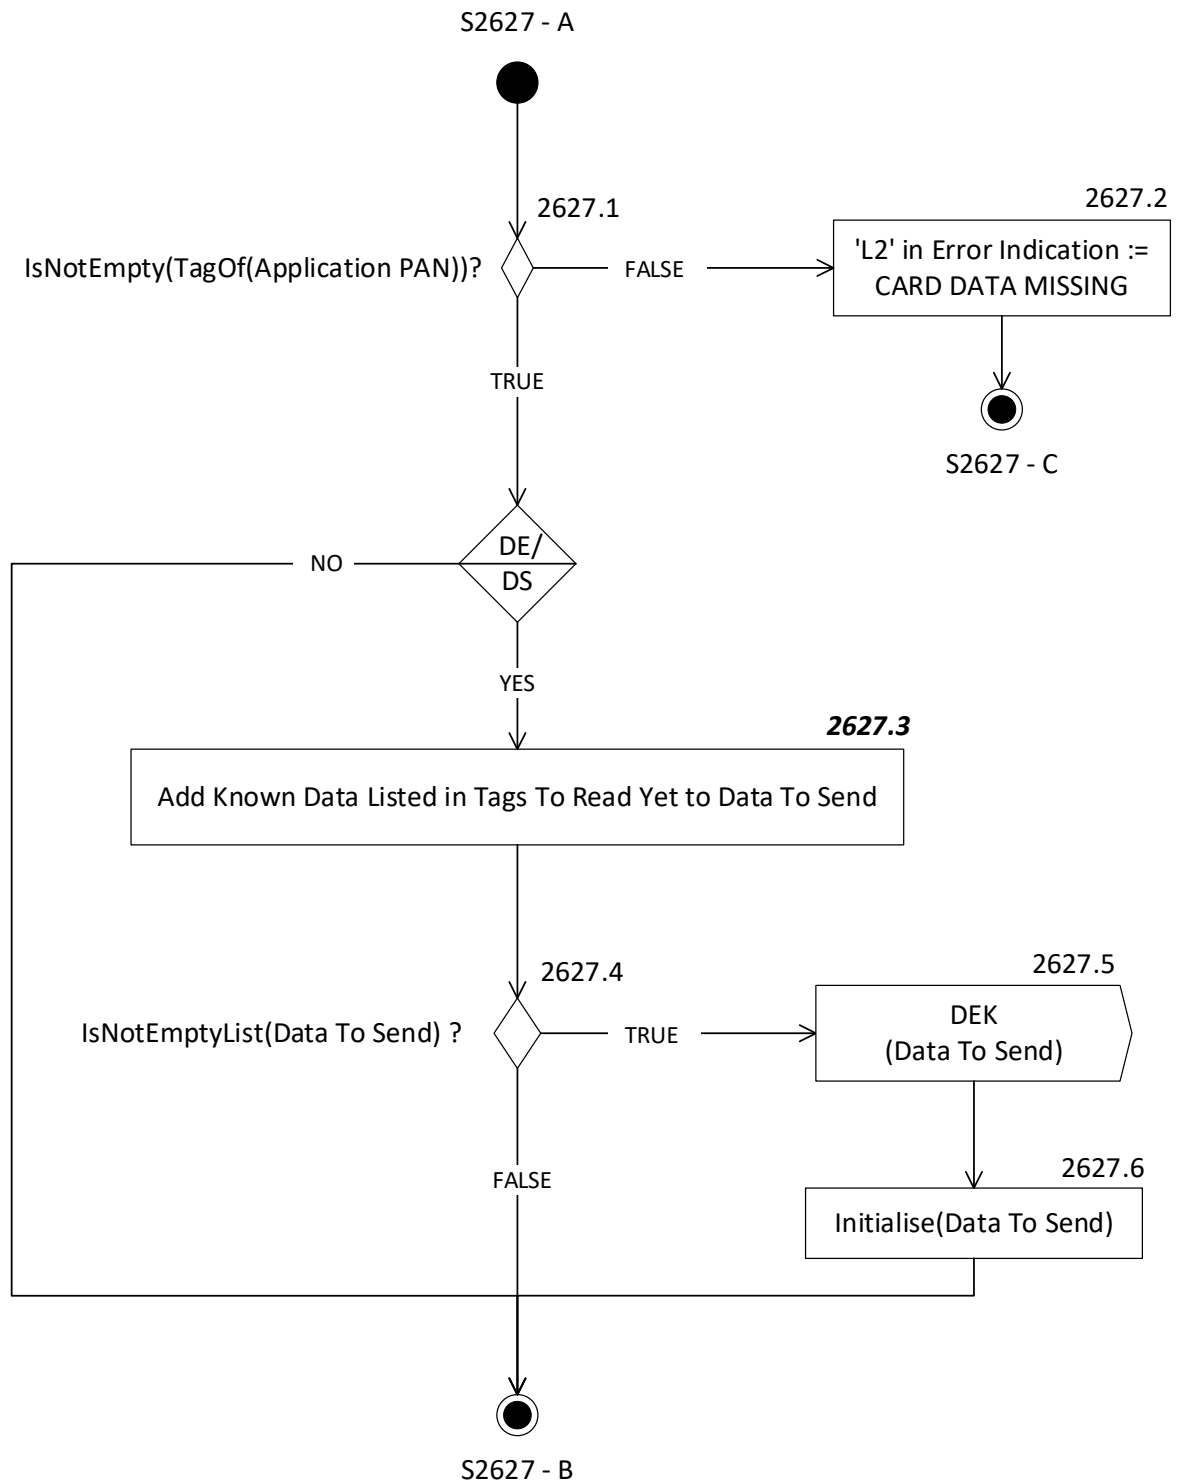 S2627 - A
2627.1
2627.2
IsNotEmpty(TagOf(Application PAN))?
FALSE
'L2' in Error Indication :=
CARD DATA MISSING
TRUE
S2627 - C
DE/
DS
NO
YES
2627.3
Add Known Data Listed in Tags To Read Yet to Data To Send
2627.4
2627.5
IsNotEmptyList(Data To Send) ?
TRUE
DEK
(Data To Send)
FALSE
2627.6
Initialise(Data To Send)
S2627 - B